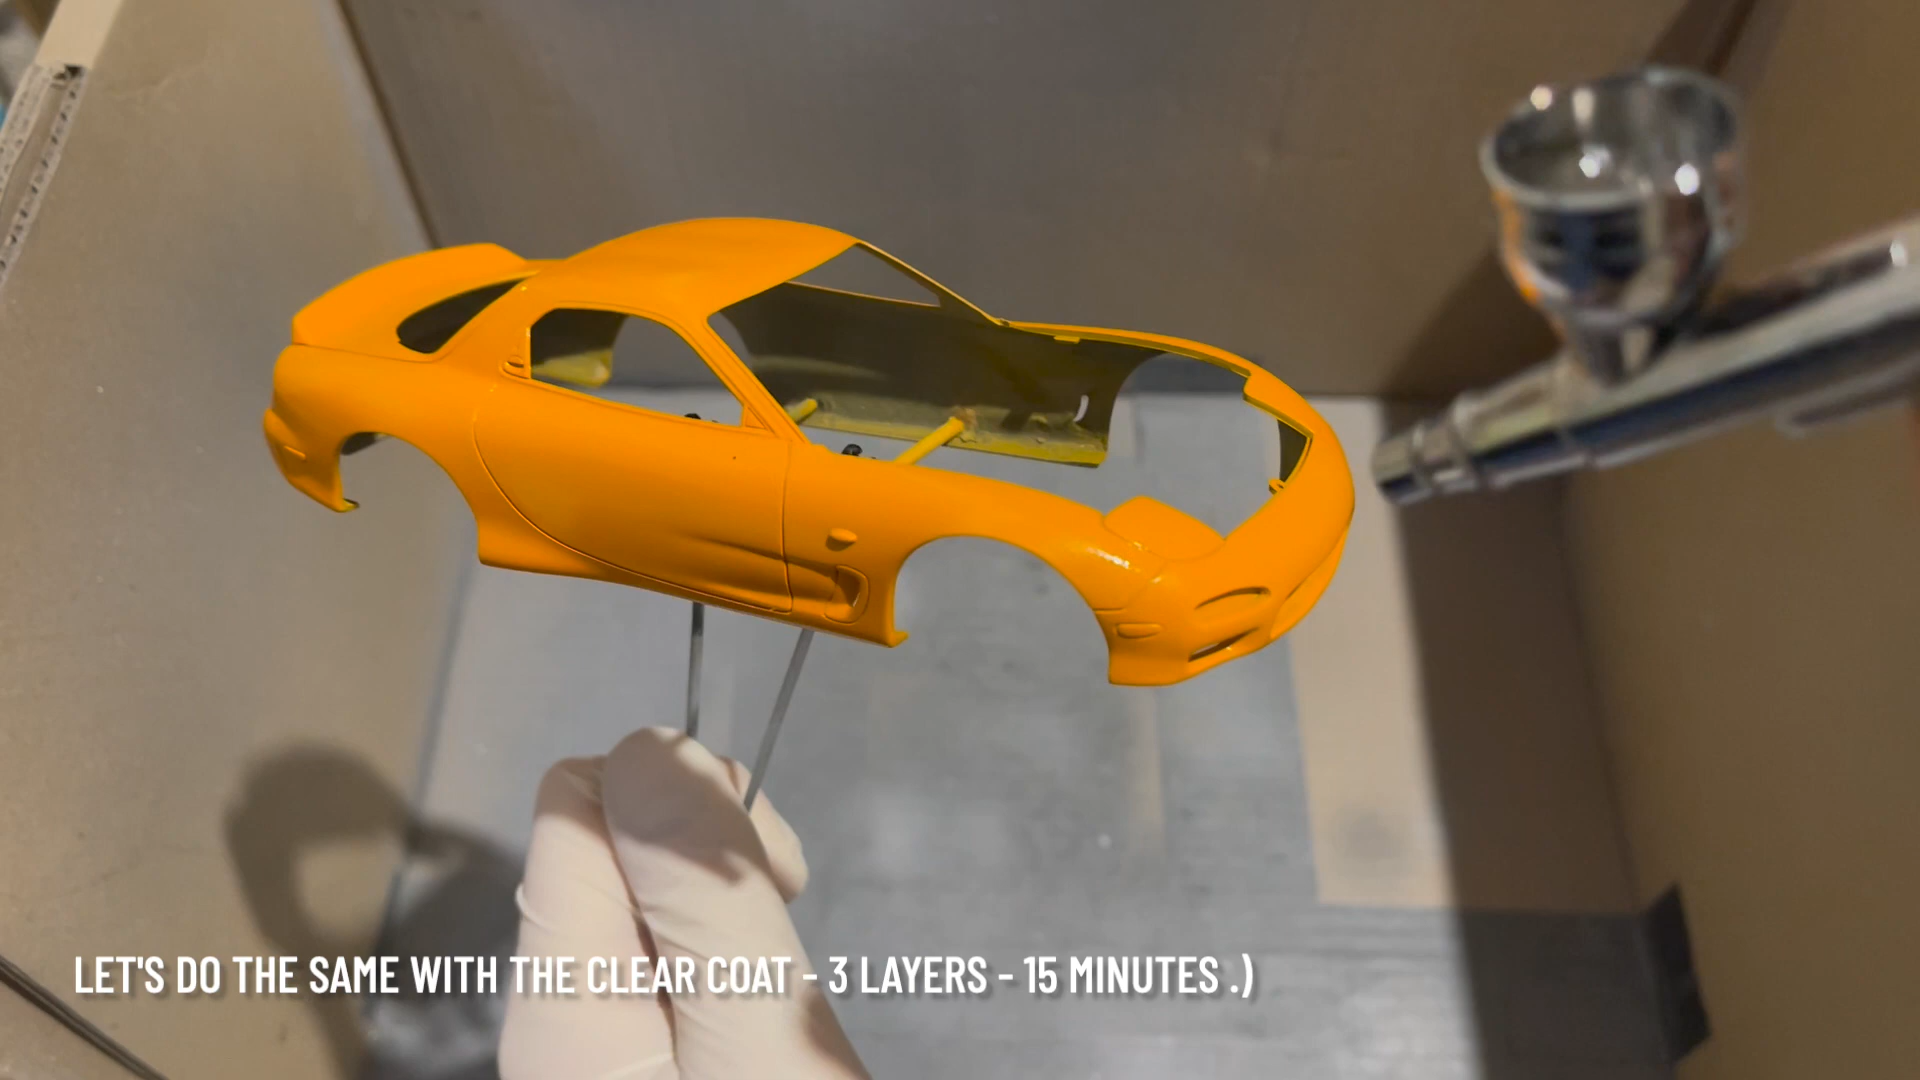 LET'S DO THE SAME WITH THE CLEAR COAT - 3 LAYERS - 15 MINUTES .)